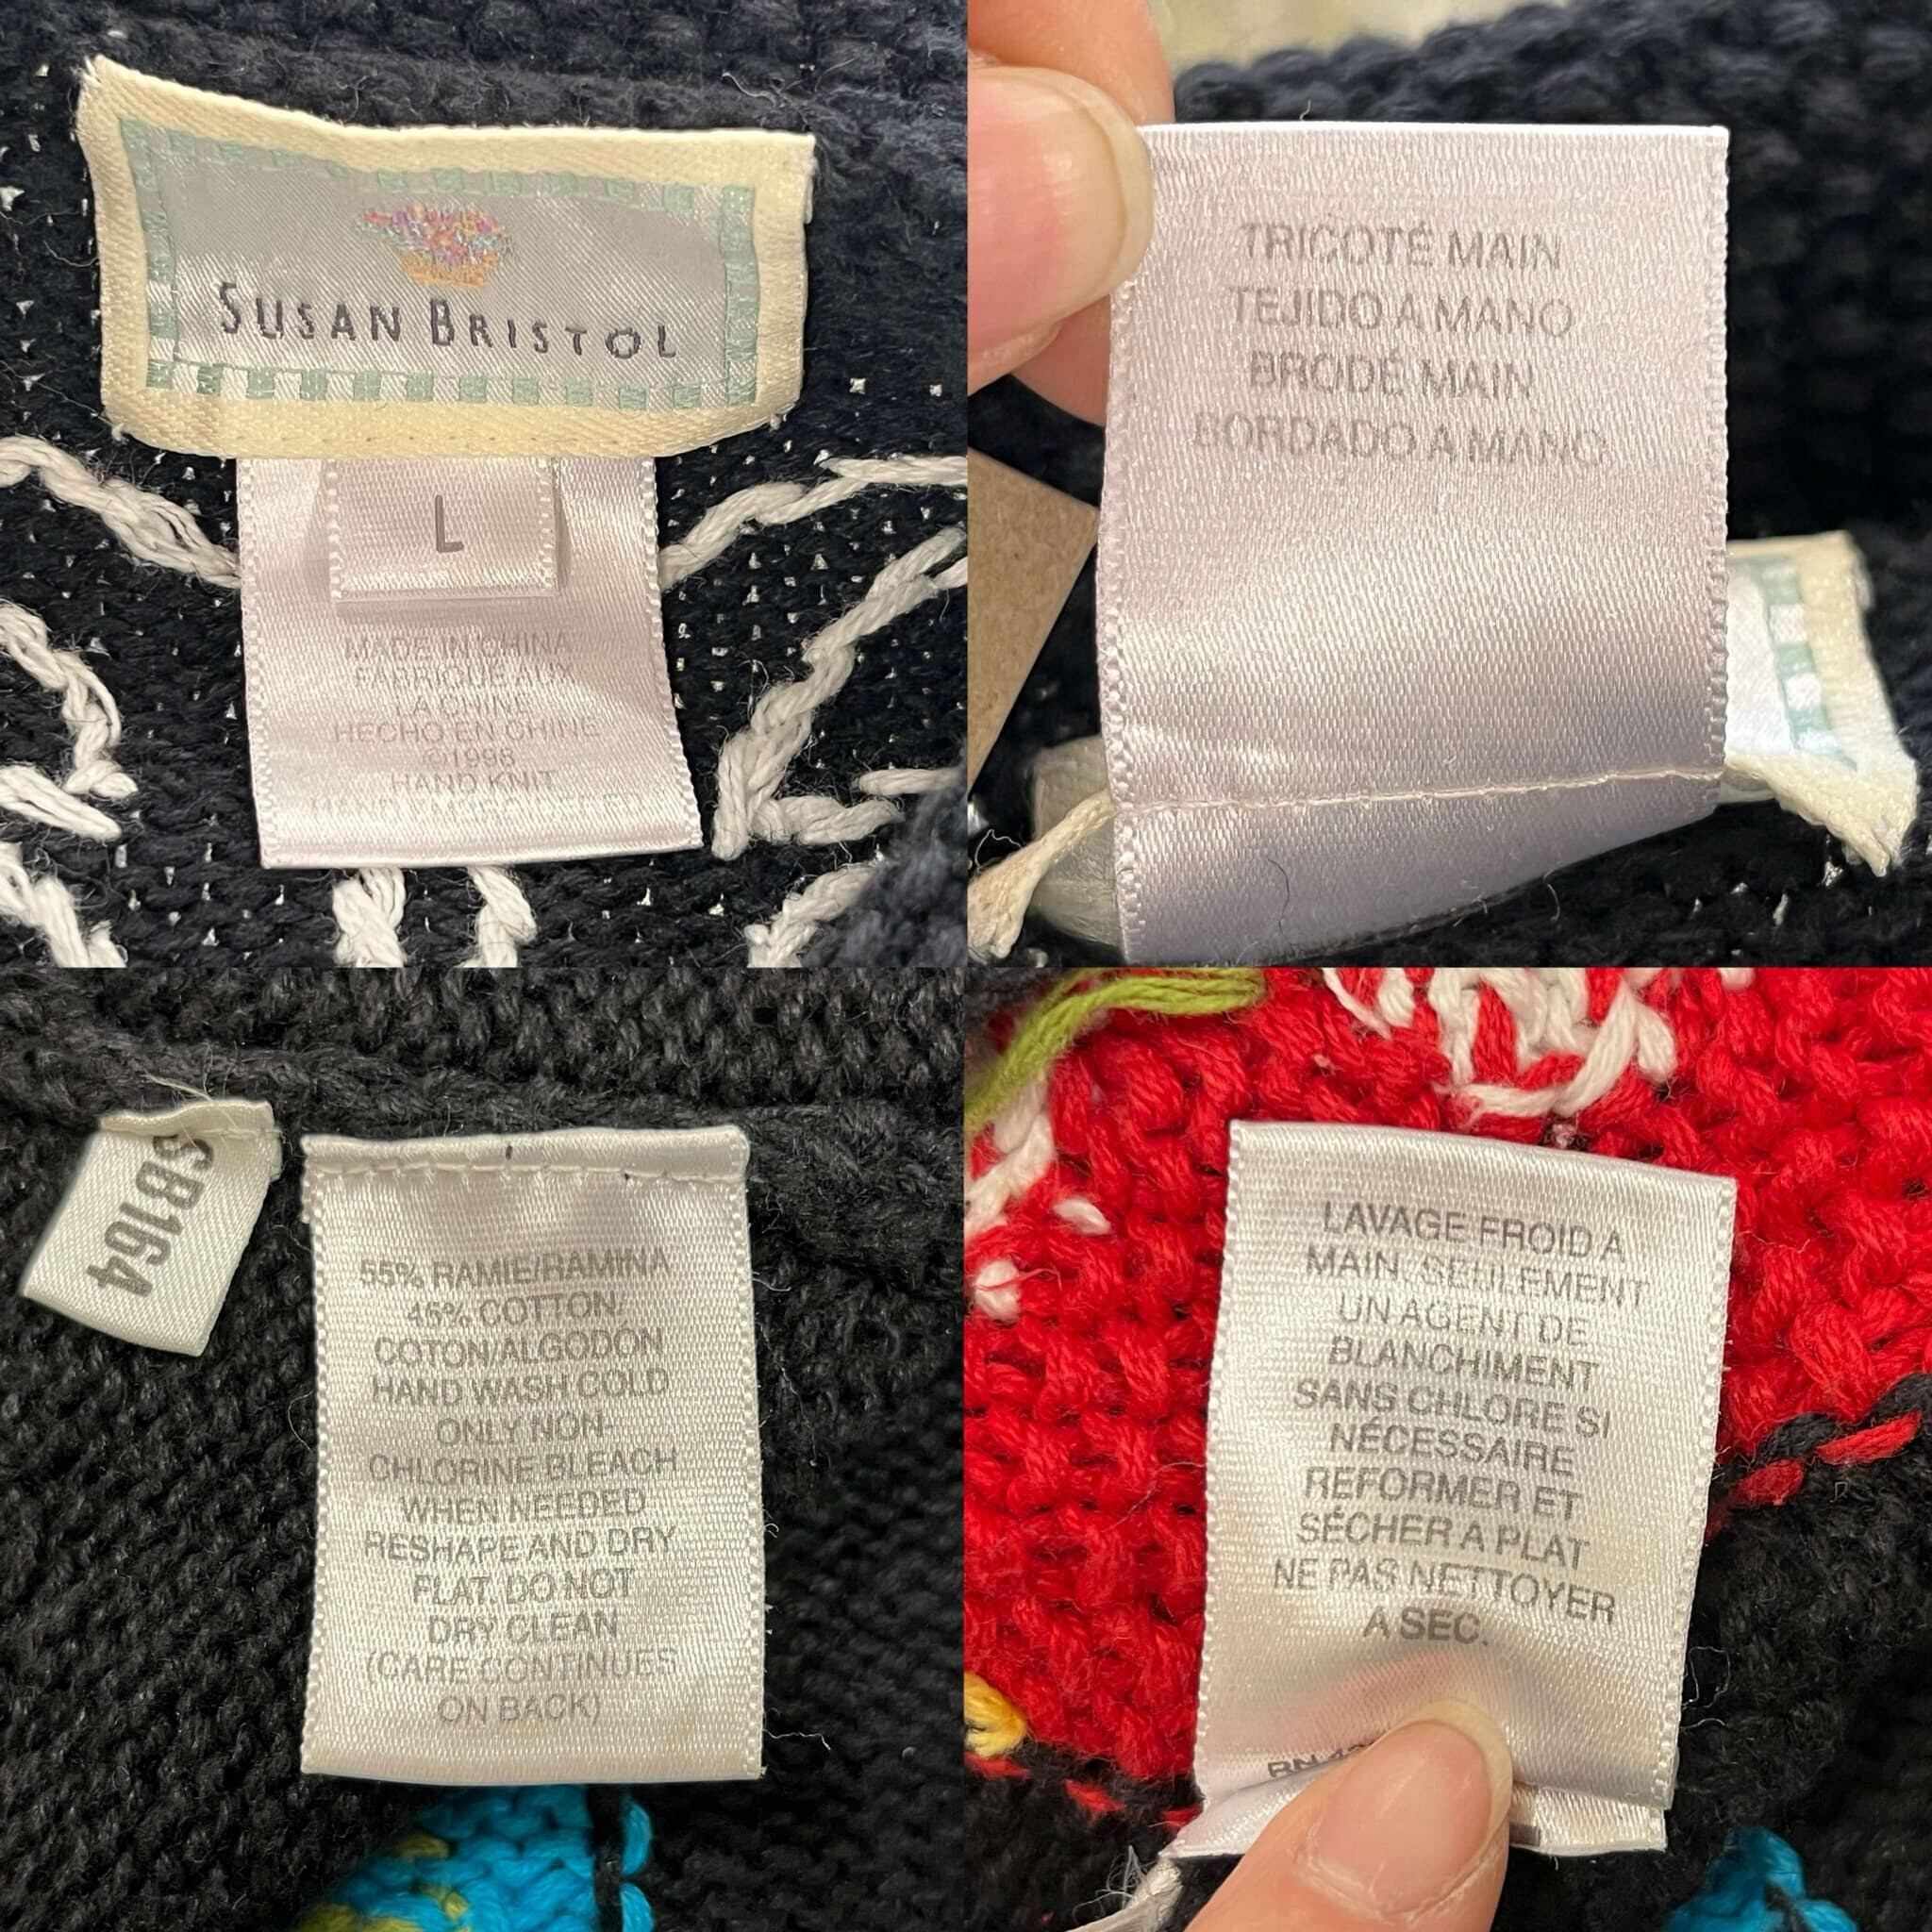 SUSAN BRISTOL
L
MADE IN CHINA
FABRIQUÉ AUX
LA CHINE
HECHO EN CHINE
©1998
HAND KNIT
TRICOTÉ MAIN
TEJIDO A MANO
BRODÉ MAIN
BORDADO A MANO
SB164
55% RAMIE/RAMINA
45% COTTON/
COTON/ALGODÓN
HAND WASH COLD
ONLY NON-
CHLORINE BLEACH
WHEN NEEDED
RESHAPE AND DRY
FLAT. DO NOT
DRY CLEAN
(CARE CONTINUES
ON BACK)
LAVAGE FROID A
MAIN. SEULEMENT
UN AGENT DE
BLANCHIMENT
SANS CHLORE SI
NÉCESSAIRE
REFORMER ET
SÉCHER A PLAT
NE PAS NETTOYER
A SEC.
RN